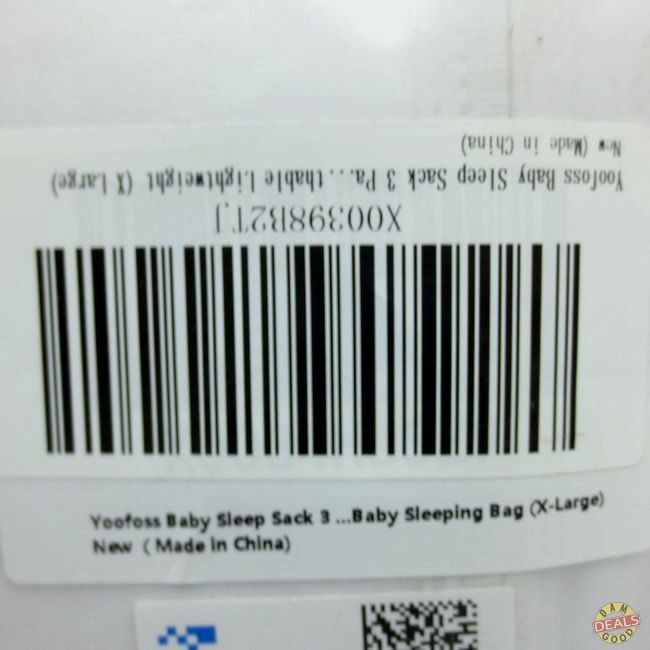 Yoofoss Baby Sleep Sack 3 Pa...thable Lightweight (X Large)
New (Made in China)
X00398B2TJ
Yoofoss Baby Sleep Sack 3 ...Baby Sleeping Bag (X-Large)
New ( Made in China)
DAM
DEALS
GOOD